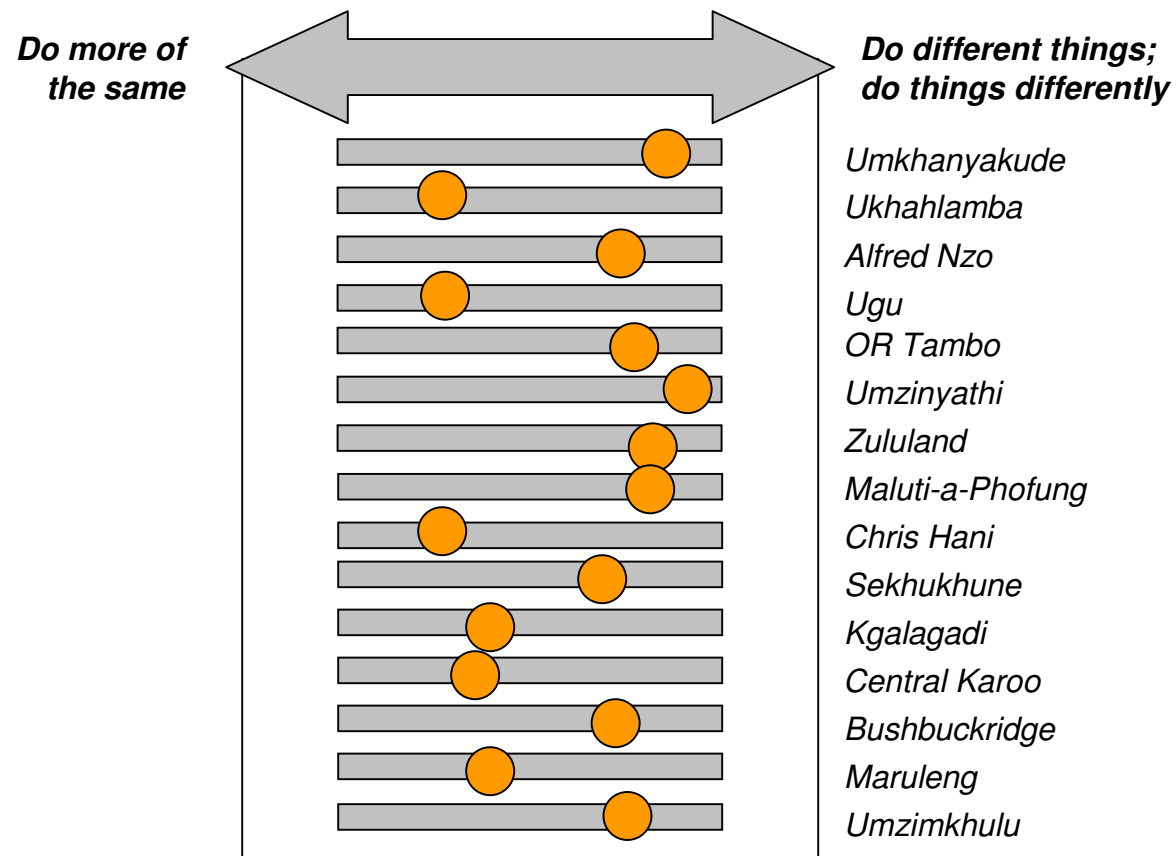 Do more of
the same
Do different things;
do things differently
Umkhanyakude
Ukhahlamba
Alfred Nzo
Ugu
OR Tambo
Umzinyathi
Zululand
Maluti-a-Phofung
Chris Hani
Sekhukhune
Kgalagadi
Central Karoo
Bushbuckridge
Maruleng
Umzimkhulu